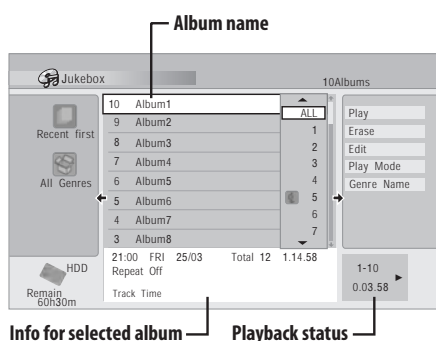 Album name
Jukebox
10Albums
Recent first
All Genres
10 Album1
9 Album2
8 Album3
7 Album4
6 Album5
5 Album6
4 Album7
3 Album8
ALL
1
2
3
4
5
6
7
Play
Erase
Edit
Play Mode
Genre Name
HDD
Remain
60h30m
21:00 FRI 25/03 Total 12 1.14.58
Repeat Off
Track Time
1-10
0.03.58
Info for selected album
Playback status